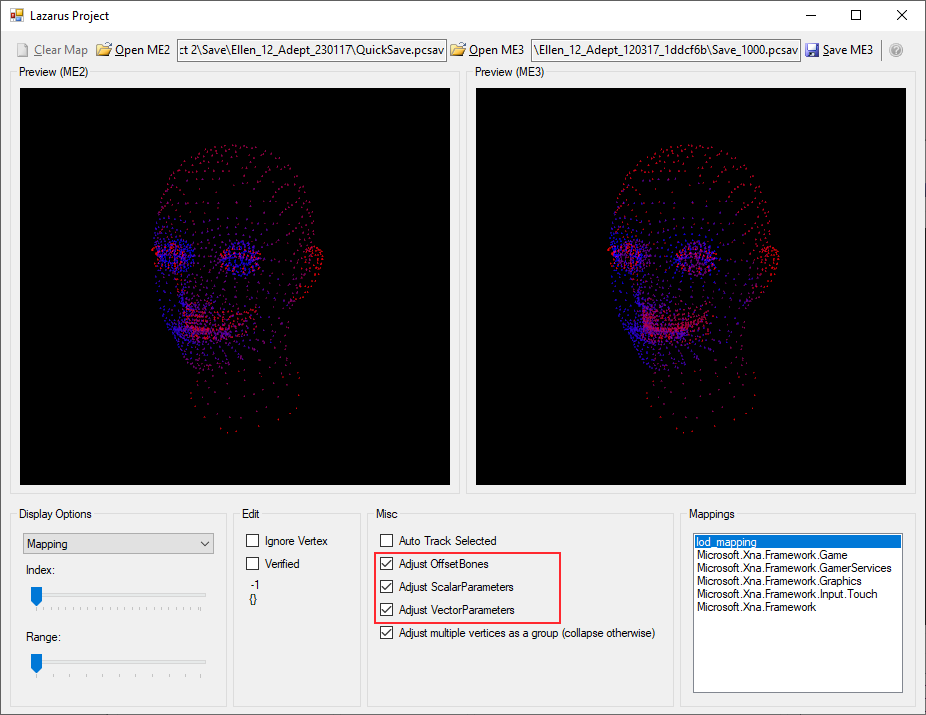 Lazarus Project
Clear Map Open ME2 ct 2\Save\Ellen_12_Adept_230117\QuickSave.pcsav Open ME3 \Ellen_12_Adept_120317_1ddcf6b\Save_1000.pcsav Save ME3 ?
Preview (ME2) Preview (ME3)
Display Options Edit Misc Mappings
Mapping
Index:
Range:
Ignore Vertex
Verified
-1
{}
Auto Track Selected
Adjust OffsetBones
Adjust ScalarParameters
Adjust VectorParameters
Adjust multiple vertices as a group (collapse otherwise)
lod_mapping
Microsoft.Xna.Framework.Game
Microsoft.Xna.Framework.GamerServices
Microsoft.Xna.Framework.Graphics
Microsoft.Xna.Framework.Input.Touch
Microsoft.Xna.Framework